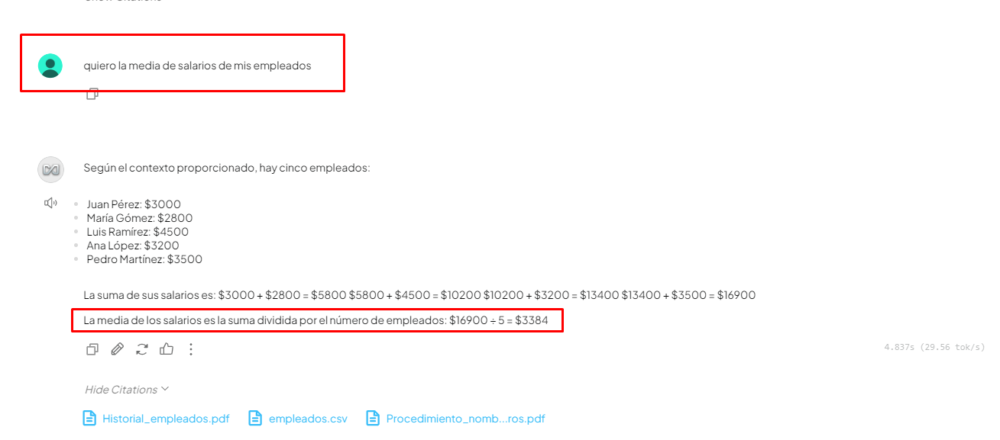 Show Citations
quiero la media de salarios de mis empleados
Según el contexto proporcionado, hay cinco empleados:
Juan Pérez: $3000
María Gómez: $2800
Luis Ramírez: $4500
Ana López: $3200
Pedro Martínez: $3500
La suma de sus salarios es: $3000 + $2800 = $5800 $5800 + $4500 = $10200 $10200 + $3200 = $13400 $13400 + $3500 = $16900
La media de los salarios es la suma dividida por el número de empleados: $16900 ÷ 5 = $3384
4.837s (29.56 tok/s)
Hide Citations
Historial_empleados.pdf empleados.csv Procedimiento_nomb...ros.pdf